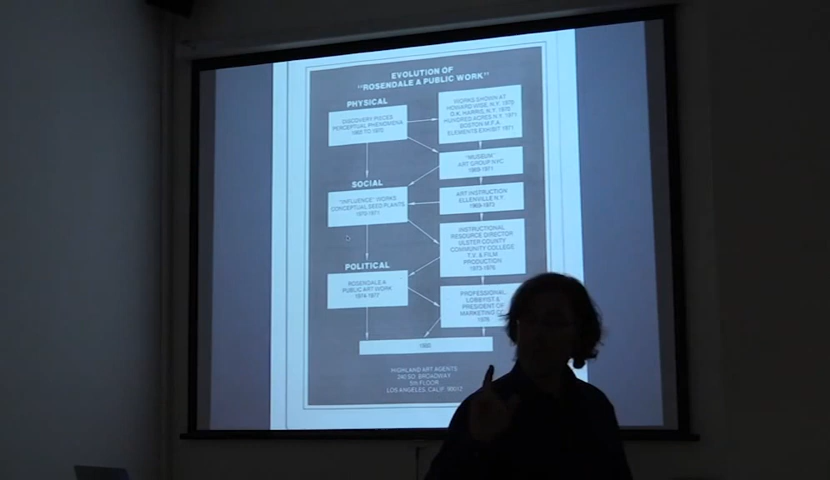 EVOLUTION OF
"ROSENDALE A PUBLIC WORK"
PHYSICAL
DISCOVERY PIECES
PERCEPTUAL PHENOMENA
TO 1970
WORKS SHOWN AT
HOWARD WISE, N.Y. 1970
O.K. HARRIS, N.Y. 1970
HUNDRED ACRES N.Y. 1971
BOSTON M.F.A.
ELEMENTS EXHIBIT 1971
"MUSEUM"
ART GROUP NYC
1969-1971
SOCIAL
"INFLUENCE" WORKS
CONCEPTUAL SEED PLANTS
1970-1971
ART INSTRUCTION
ELLENVILLE N.Y.
INSTRUCTIONAL
RESOURCE DIRECTOR
ULSTER COUNTY
COMMUNITY COLLEGE
T.V. & FILM
PRODUCTION
1973-1976
POLITICAL
ROSENDALE A
PUBLIC ART WORK
1974-1977
PROFESSIONAL
LOBBYIST &
PRESIDENT OF
MARKETING
1976
1980
HIGHLAND ART AGENTS
240 SO. BROADWAY
5TH FLOOR
LOS ANGELES, CALIF. 90012